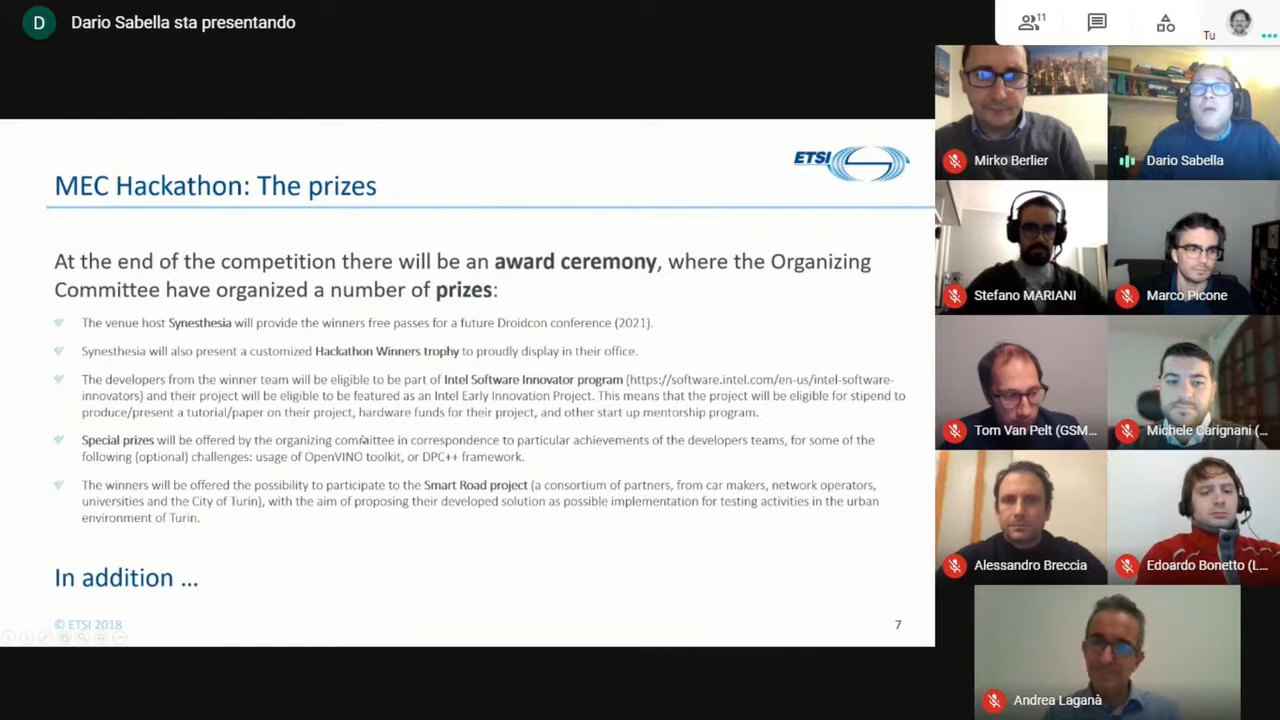 D Dario Sabella sta presentando
11
Tu
ETSI
MEC Hackathon: The prizes
At the end of the competition there will be an award ceremony, where the Organizing
Committee have organized a number of prizes:
The venue host Synesthesia will provide the winners free passes for a future Droidcon conference (2021).
Synesthesia will also present a customized Hackathon Winners trophy to proudly display in their office.
The developers from the winner team will be eligible to be part of Intel Software Innovator program (https://software.intel.com/en-us/intel-software-
innovators) and their project will be eligible to be featured as an Intel Early Innovation Project. This means that the project will be eligible for stipend to
produce/present a tutorial/paper on their project, hardware funds for their project, and other start up mentorship program.
Special prizes will be offered by the organizing committee in correspondence to particular achievements of the developers teams, for some of the
following (optional) challenges: usage of OpenVINO toolkit, or DPC++ framework.
The winners will be offered the possibility to participate to the Smart Road project (a consortium of partners, from car makers, network operators,
universities and the City of Turin), with the aim of proposing their developed solution as possible implementation for testing activities in the urban
environment of Turin.
In addition ...
© ETSI 2018
7
Mirko Berlier
Dario Sabella
Stefano MARIANI
Marco Picone
Tom Van Pelt (GSM...
Michele Carignani (...
Alessandro Breccia
Edoardo Bonetto (L...
Andrea Laganà